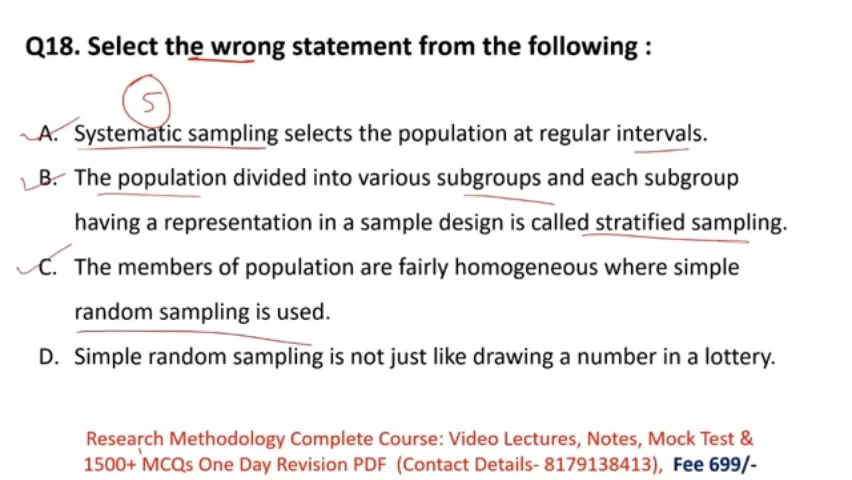 Q18. Select the wrong statement from the following :
5
A. Systematic sampling selects the population at regular intervals.
B. The population divided into various subgroups and each subgroup
having a representation in a sample design is called stratified sampling.
C. The members of population are fairly homogeneous where simple
random sampling is used.
D. Simple random sampling is not just like drawing a number in a lottery.
Research Methodology Complete Course: Video Lectures, Notes, Mock Test &
1500+ MCQs One Day Revision PDF (Contact Details- 8179138413), Fee 699/-